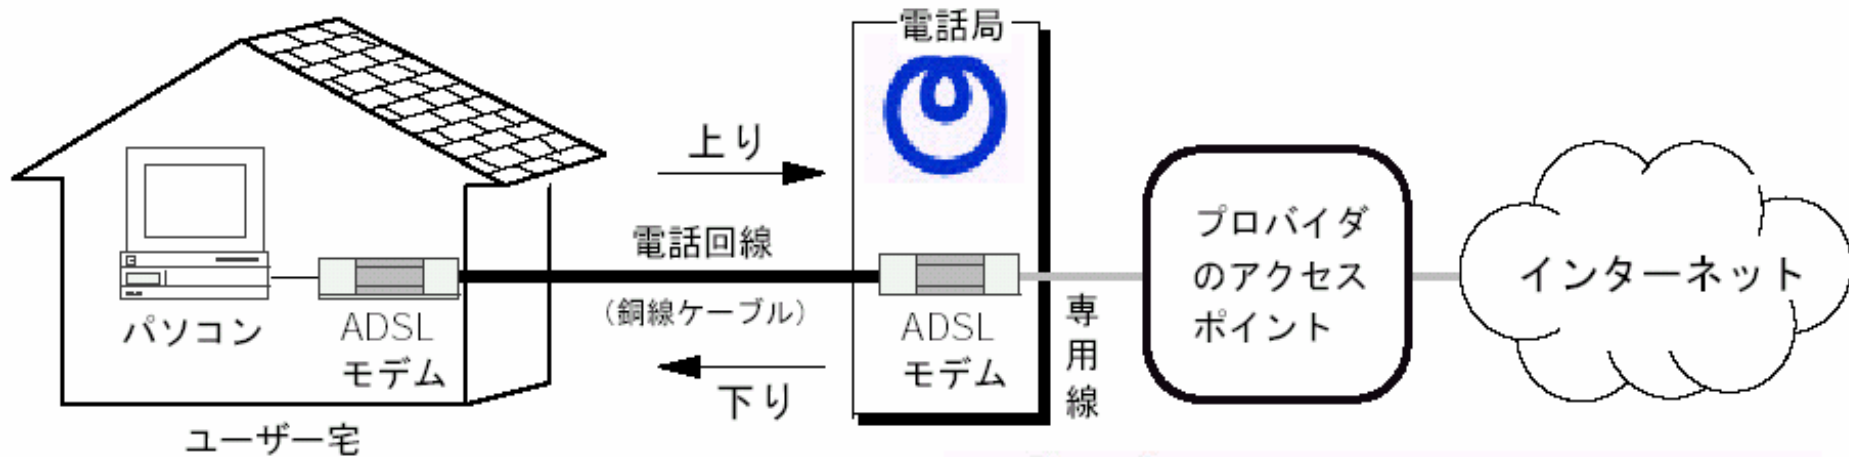 電話局
上り
電話回線
(銅線ケーブル)
下り
パソコン
ADSL
モデム
ユーザー宅
ADSL
モデム
専用線
プロバイダ
のアクセス
ポイント
インターネット